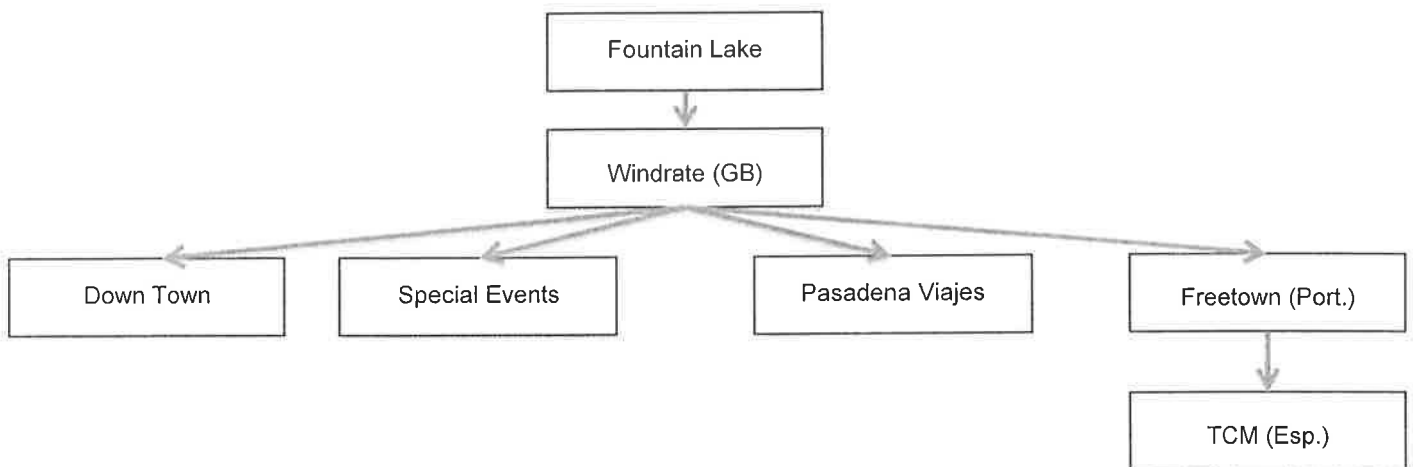 Fountain Lake
Windrate (GB)
Down Town
Special Events
Pasadena Viajes
Freetown (Port.)
TCM (Esp.)